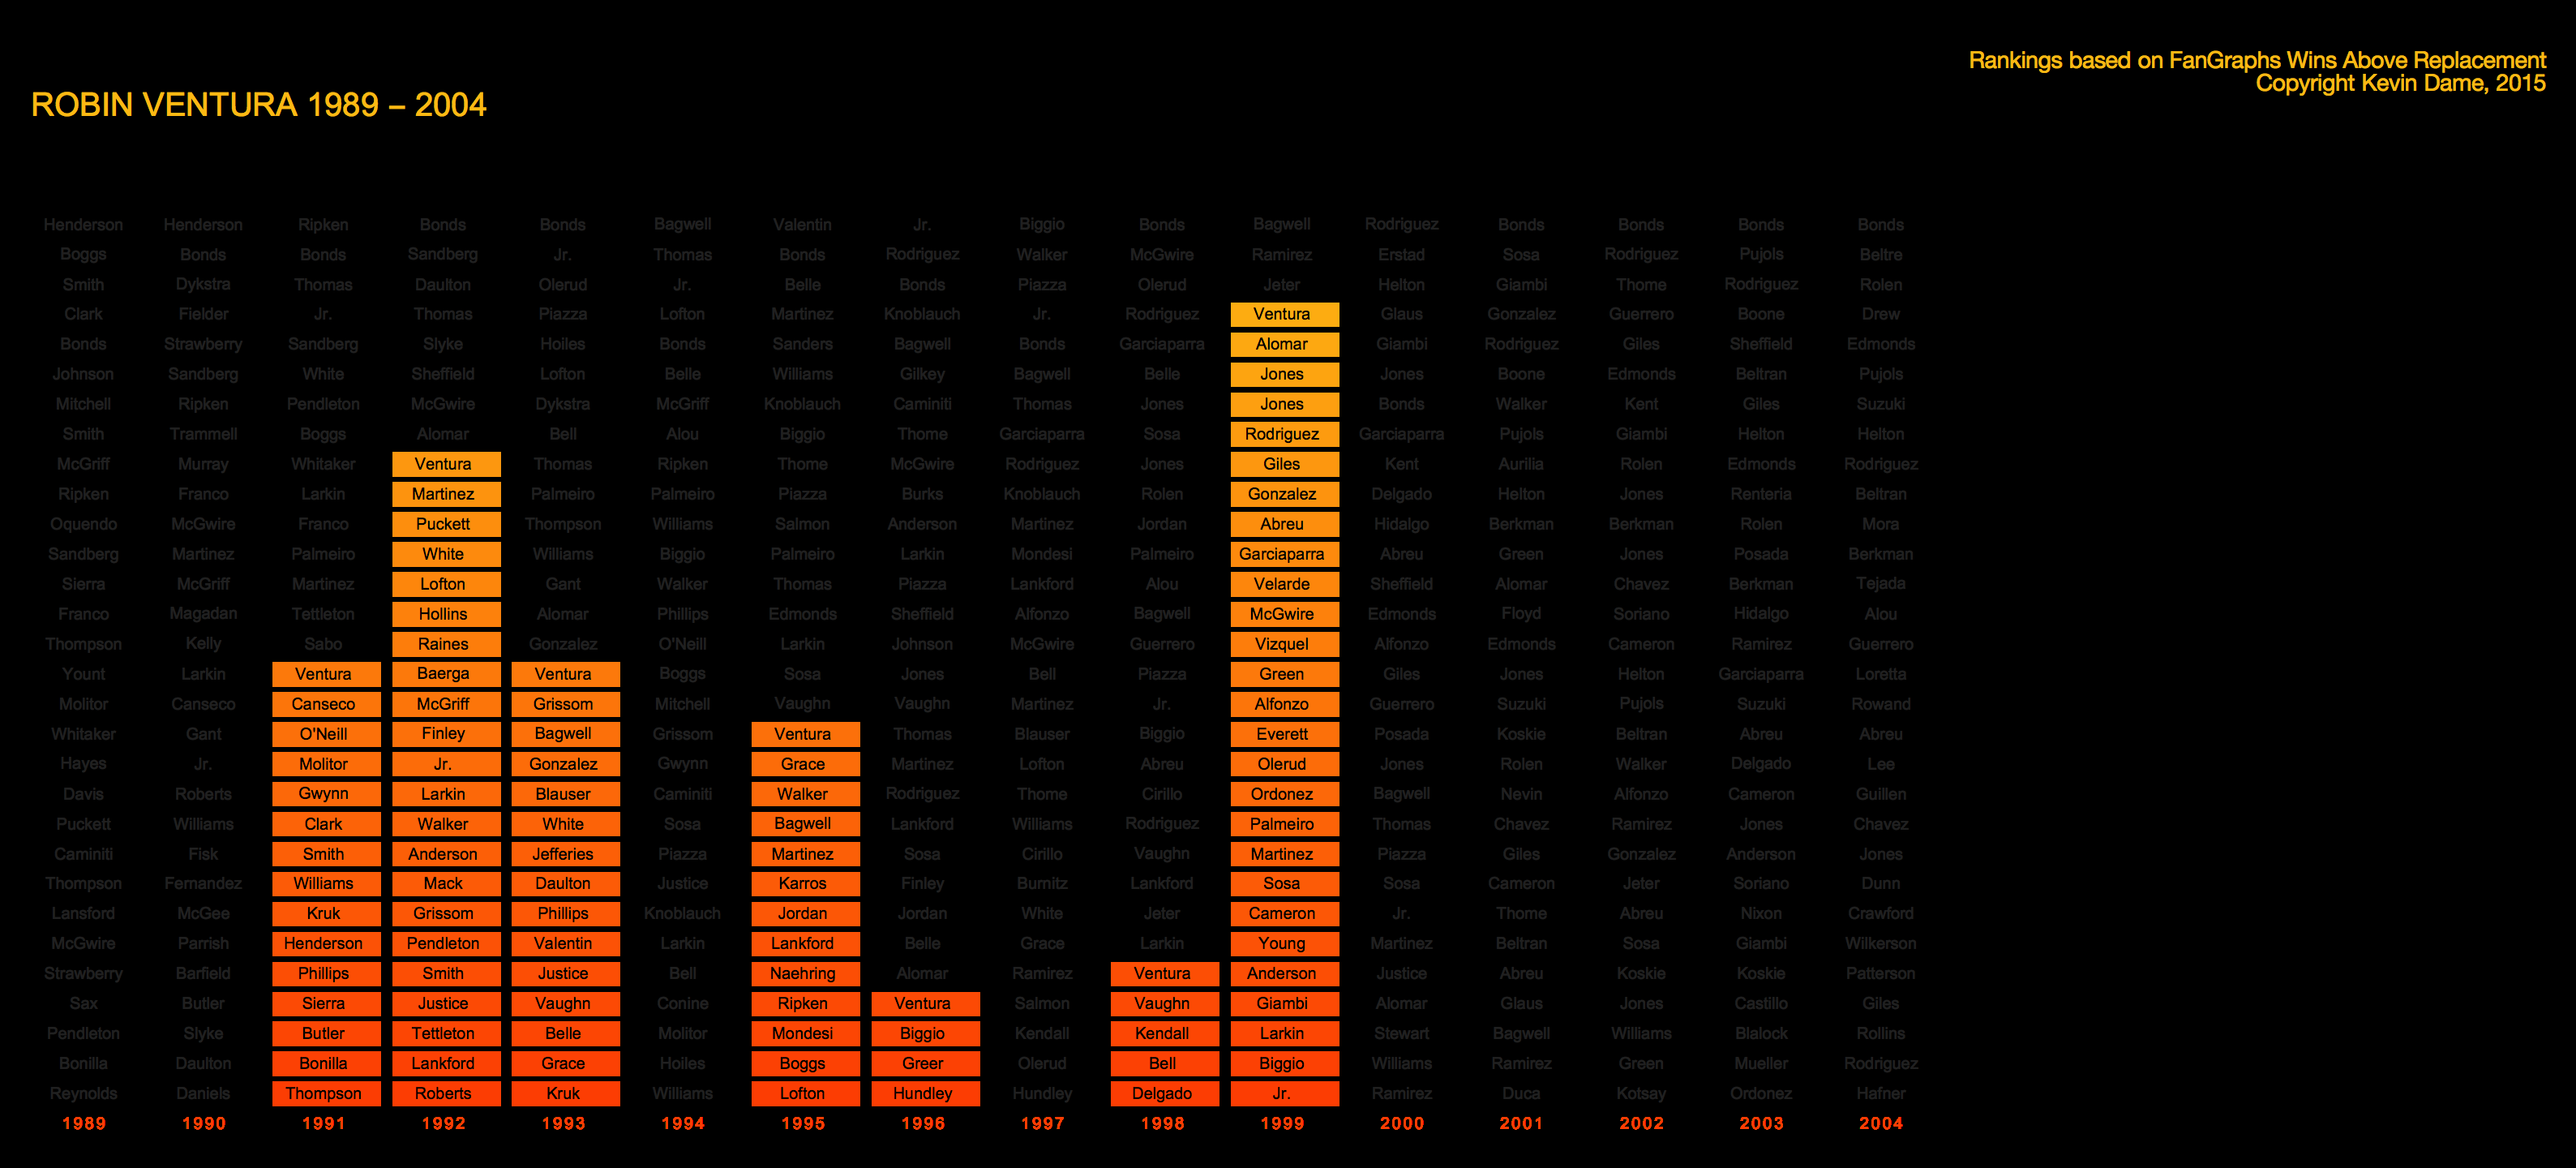 Rankings based on FanGraphs Wins Above Replacement
Copyright Kevin Dame, 2015
ROBIN VENTURA 1989 – 2004
Henderson Henderson Ripken Bonds Bonds Bagwell Valentin Jr. Biggio Bonds Bagwell Rodriguez Bonds Bonds Bonds Bonds
Boggs Bonds Bonds Sandberg Jr. Thomas Bonds Rodriguez Walker McGwire Ramirez Erstad Sosa Rodriguez Pujols Beltre
Smith Dykstra Thomas Daulton Olerud Jr. Belle Bonds Piazza Olerud Jeter Helton Giambi Thome Rodriguez Rolen
Clark Fielder Jr. Thomas Piazza Lofton Martinez Knoblauch Jr. Rodriguez Ventura Glaus Gonzalez Guerrero Boone Drew
Bonds Strawberry Sandberg Slyke Hoiles Bonds Sanders Bagwell Bonds Garciaparra Alomar Giambi Rodriguez Giles Sheffield Edmonds
Johnson Sandberg White Sheffield Lofton Belle Williams Gilkey Bagwell Belle Jones Jones Boone Edmonds Beltran Pujols
Mitchell Ripken Pendleton McGwire Dykstra McGriff Knoblauch Caminiti Thomas Jones Jones Bonds Walker Kent Giles Suzuki
Smith Trammell Boggs Alomar Bell Alou Biggio Thome Garciaparra Sosa Rodriguez Garciaparra Pujols Giambi Helton Helton
McGriff Murray Whitaker Ventura Thomas Ripken Thome McGwire Rodriguez Jones Giles Kent Aurilia Rolen Edmonds Rodriguez
Ripken Franco Larkin Martinez Palmeiro Palmeiro Piazza Burks Knoblauch Rolen Gonzalez Delgado Helton Jones Renteria Beltran
Oquendo McGwire Franco Puckett Thompson Williams Salmon Anderson Martinez Jordan Abreu Hidalgo Berkman Berkman Rolen Mora
Sandberg Martinez Palmeiro White Williams Biggio Palmeiro Larkin Mondesi Palmeiro Garciaparra Abreu Green Jones Posada Berkman
Sierra McGriff Martinez Lofton Gant Walker Thomas Piazza Lankford Alou Velarde Sheffield Alomar Chavez Berkman Tejada
Franco Magadan Tettleton Hollins Alomar Phillips Edmonds Sheffield Alfonzo Bagwell McGwire Edmonds Floyd Soriano Hidalgo Alou
Thompson Kelly Sabo Raines Gonzalez O'Neill Larkin Johnson McGwire Guerrero Vizquel Alfonzo Edmonds Cameron Ramirez Guerrero
Yount Larkin Ventura Baerga Ventura Boggs Sosa Jones Bell Piazza Green Giles Jones Helton Garciaparra Loretta
Molitor Canseco Canseco McGriff Grissom Mitchell Vaughn Vaughn Martinez Jr. Alfonzo Guerrero Suzuki Pujols Suzuki Rowand
Whitaker Gant O'Neill Finley Bagwell Grissom Ventura Thomas Blauser Biggio Everett Posada Koskie Beltran Abreu Abreu
Hayes Jr. Molitor Jr. Gonzalez Gwynn Grace Martinez Lofton Abreu Olerud Jones Rolen Walker Delgado Lee
Davis Roberts Gwynn Larkin Blauser Caminiti Walker Rodriguez Thome Cirillo Ordonez Bagwell Nevin Alfonzo Cameron Guillen
Puckett Williams Clark Walker White Sosa Bagwell Lankford Williams Rodriguez Palmeiro Thomas Chavez Ramirez Jones Chavez
Caminiti Fisk Smith Anderson Jefferies Piazza Martinez Sosa Cirillo Vaughn Martinez Piazza Giles Gonzalez Anderson Jones
Thompson Fernandez Williams Mack Daulton Justice Karros Finley Burnitz Lankford Sosa Sosa Cameron Jeter Soriano Dunn
Lansford McGee Kruk Grissom Phillips Knoblauch Jordan Jordan White Jeter Cameron Jr. Thome Abreu Nixon Crawford
McGwire Parrish Henderson Pendleton Valentin Larkin Lankford Belle Grace Larkin Young Martinez Beltran Sosa Giambi Wilkerson
Strawberry Barfield Phillips Smith Justice Bell Naehring Alomar Ramirez Ventura Anderson Justice Abreu Koskie Koskie Patterson
Sax Butler Sierra Justice Vaughn Conine Ripken Ventura Salmon Vaughn Giambi Alomar Glaus Jones Castillo Giles
Pendleton Slyke Butler Tettleton Belle Molitor Mondesi Biggio Kendall Kendall Larkin Stewart Bagwell Williams Blalock Rollins
Bonilla Daulton Bonilla Lankford Grace Hoiles Boggs Greer Olerud Bell Biggio Williams Ramirez Green Mueller Rodriguez
Reynolds Daniels Thompson Roberts Kruk Williams Lofton Hundley Hundley Delgado Jr. Ramirez Duca Kotsay Ordonez Hafner
1989 1990 1991 1992 1993 1994 1995 1996 1997 1998 1999 2000 2001 2002 2003 2004